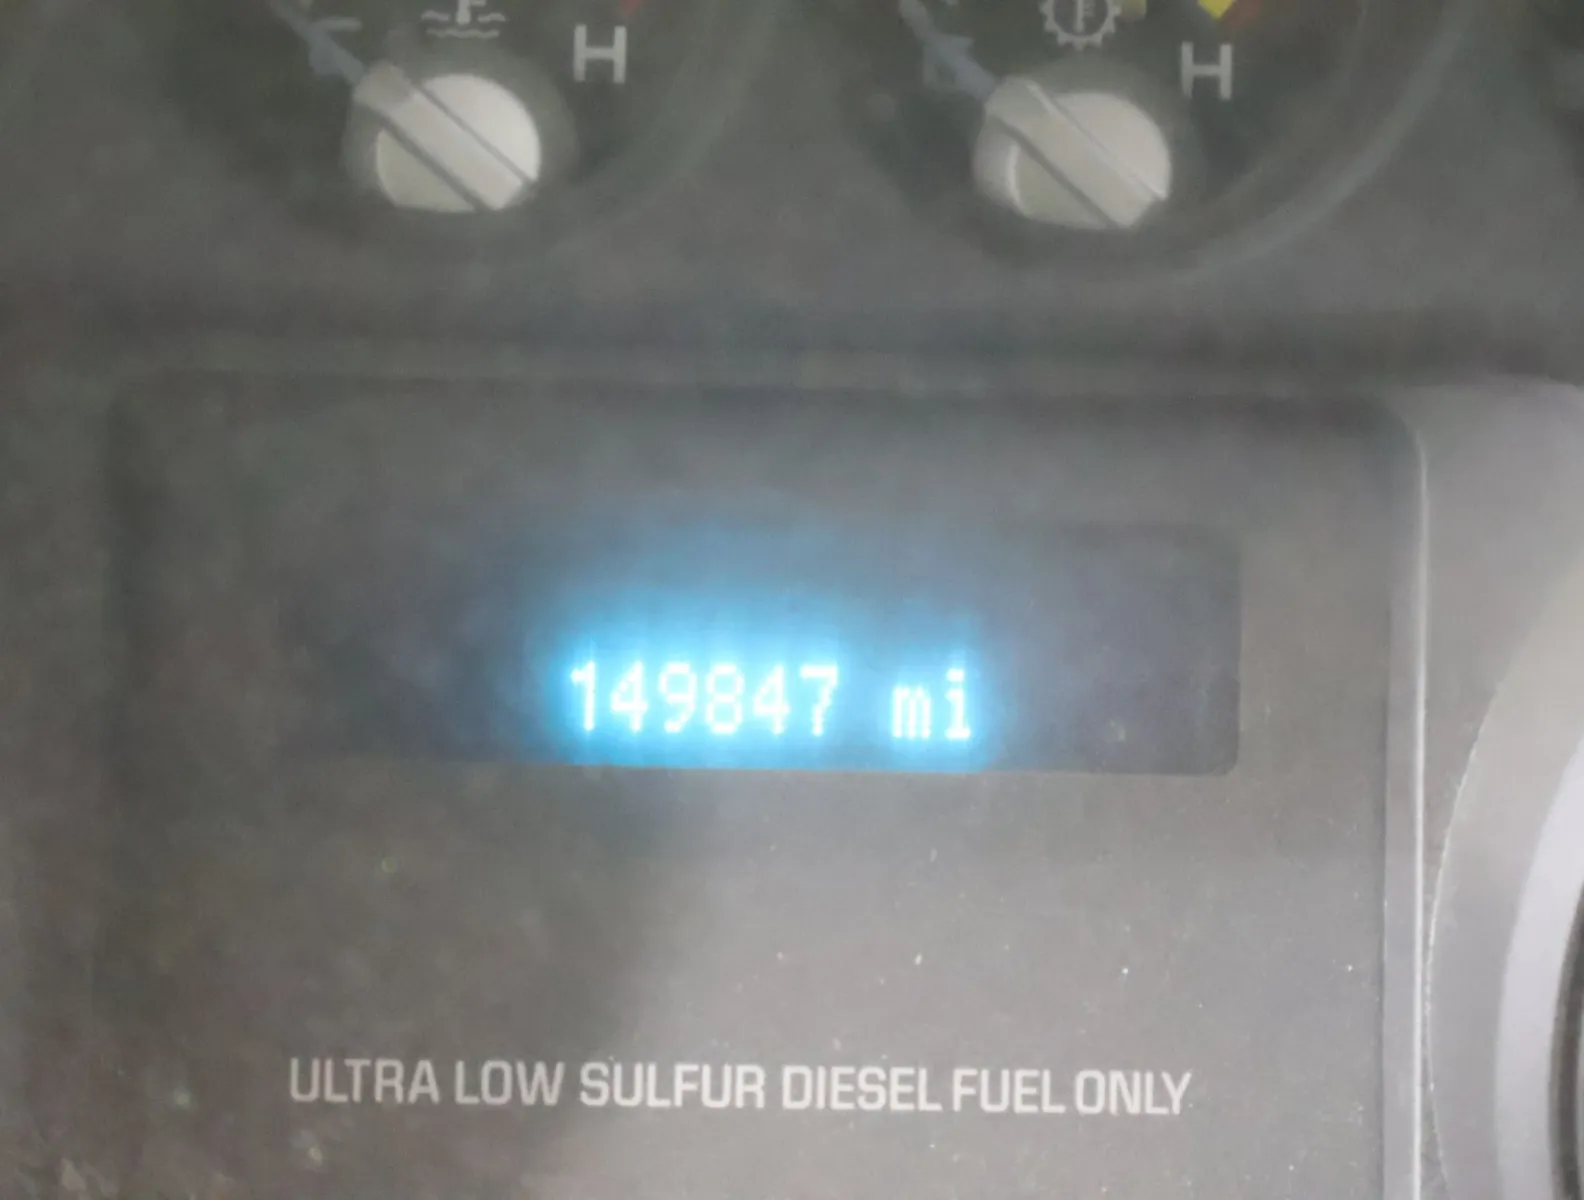 H
H
149847 mi
ULTRA LOW SULFUR DIESEL FUEL ONLY